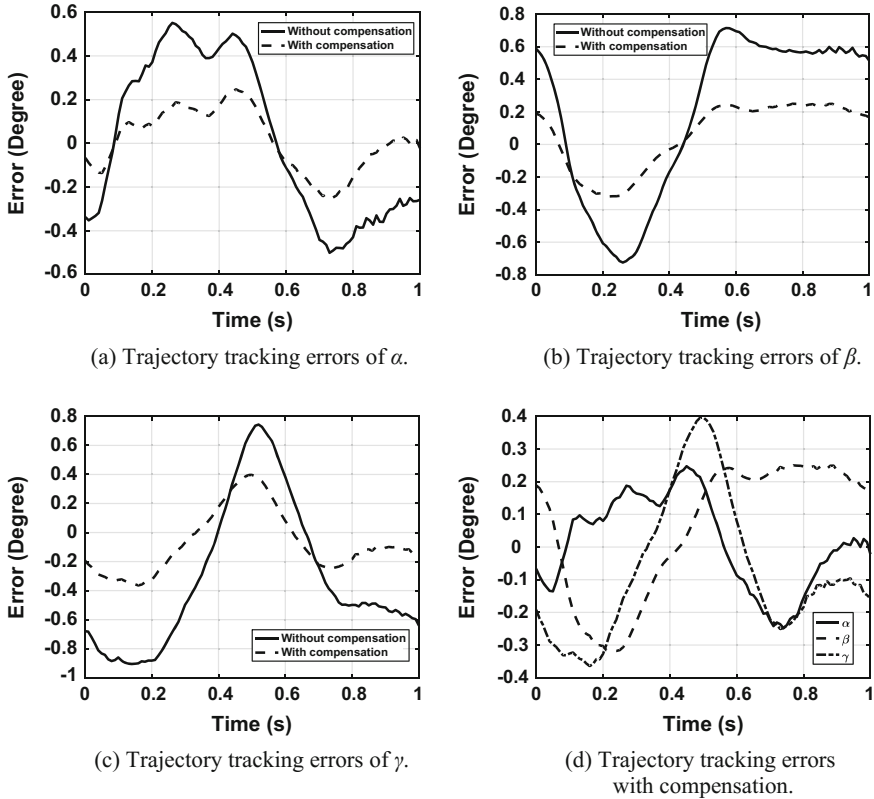 0.6
0.4
0.2
0
-0.2
-0.4
-0.6
Error (Degree)
Without compensation
With compensation
0 0.2 0.4 0.6 0.8 1
Time (s)
(a) Trajectory tracking errors of α.
0.8
0.6
0.4
0.2
0
-0.2
-0.4
-0.6
-0.8
Error (Degree)
Without compensation
With compensation
0 0.2 0.4 0.6 0.8 1
Time (s)
(b) Trajectory tracking errors of β.
0.8
0.6
0.4
0.2
0
-0.2
-0.4
-0.6
-0.8
-1
Error (Degree)
Without compensation
With compensation
0 0.2 0.4 0.6 0.8 1
Time (s)
(c) Trajectory tracking errors of γ.
0.4
0.3
0.2
0.1
0
-0.1
-0.2
-0.3
-0.4
Error (Degree)
α
β
γ
0 0.2 0.4 0.6 0.8 1
Time (s)
(d) Trajectory tracking errors
with compensation.